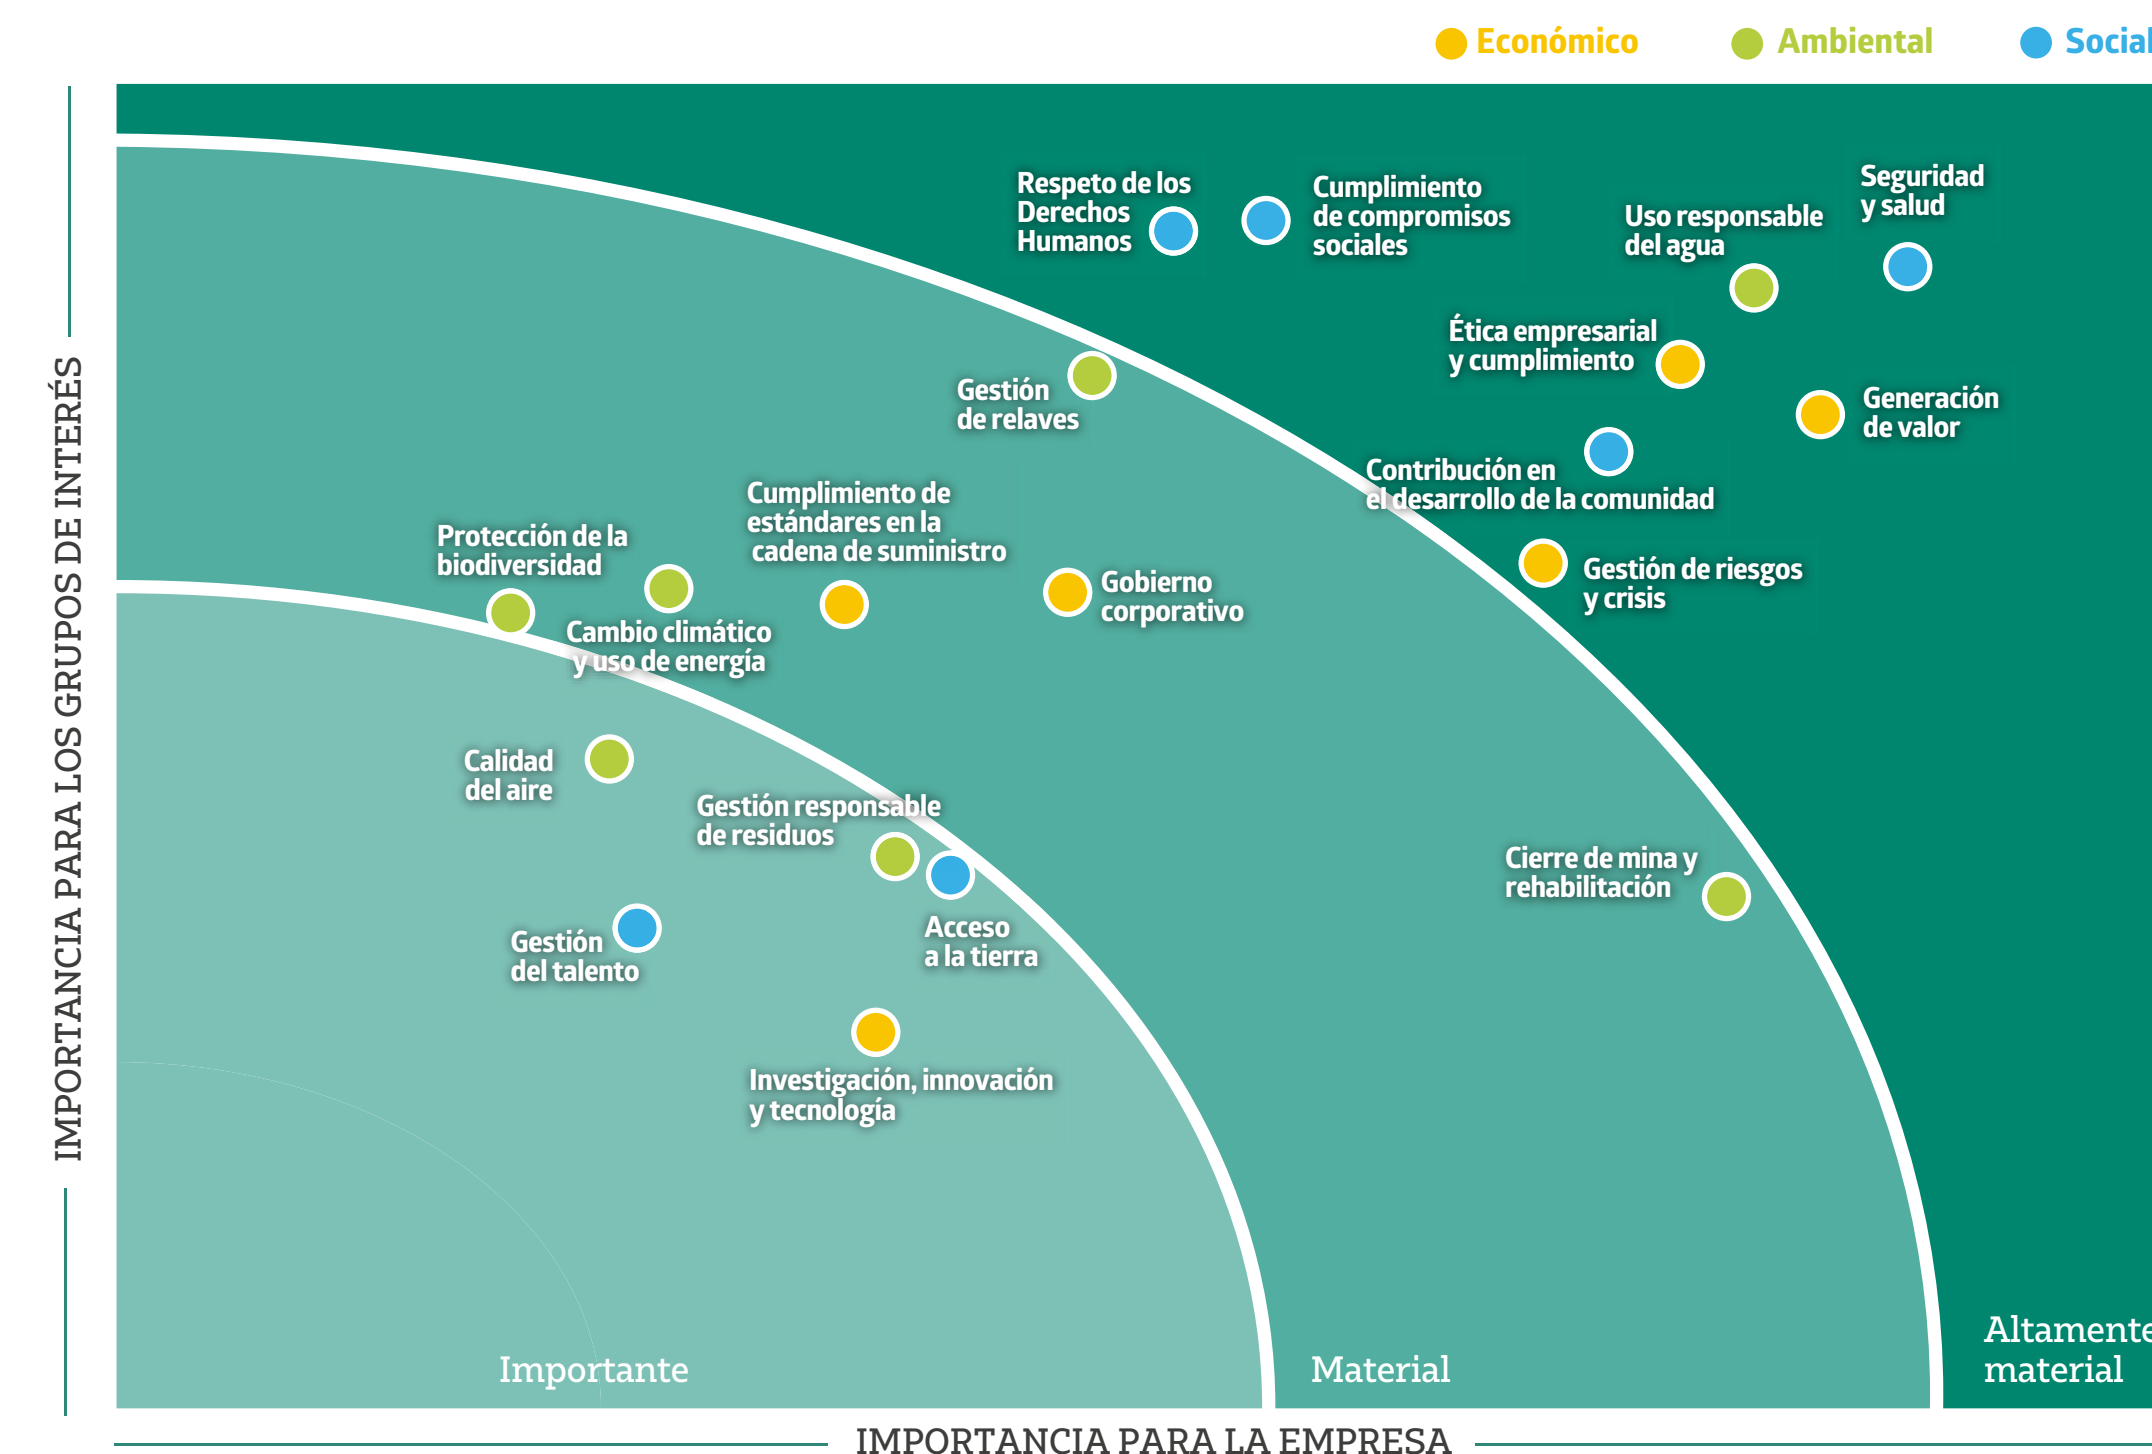 Económico
Ambiental
Social
Respeto de los
Derechos
Humanos
Cumplimiento
de compromisos
sociales
Uso responsable
del agua
Seguridad
y salud
Ética empresarial
y cumplimiento
Generación
de valor
Gestión
de relaves
Contribución en
el desarrollo de la comunidad
Cumplimiento de
estándares en la
cadena de suministro
Protección de la
biodiversidad
Gobierno
corporativo
Gestión de riesgos
y crisis
Cambio climático
y uso de energía
Calidad
del aire
Gestión responsable
de residuos
Cierre de mina y
rehabilitación
Acceso
a la tierra
Gestión
del talento
Investigación, innovación
y tecnología
Importante
Material
Altamente
material
IMPORTANCIA PARA LOS GRUPOS DE INTERÉS
IMPORTANCIA PARA LA EMPRESA